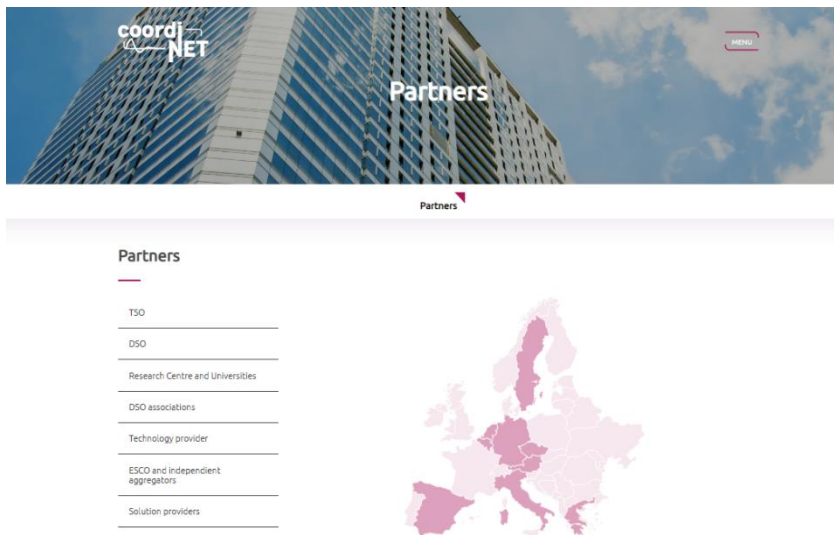 coordi
NET
MENU
Partners
Partners
Partners
TSO
DSO
Research Centre and Universities
DSO associations
Technology provider
ESCO and independient
aggregators
Solution providers